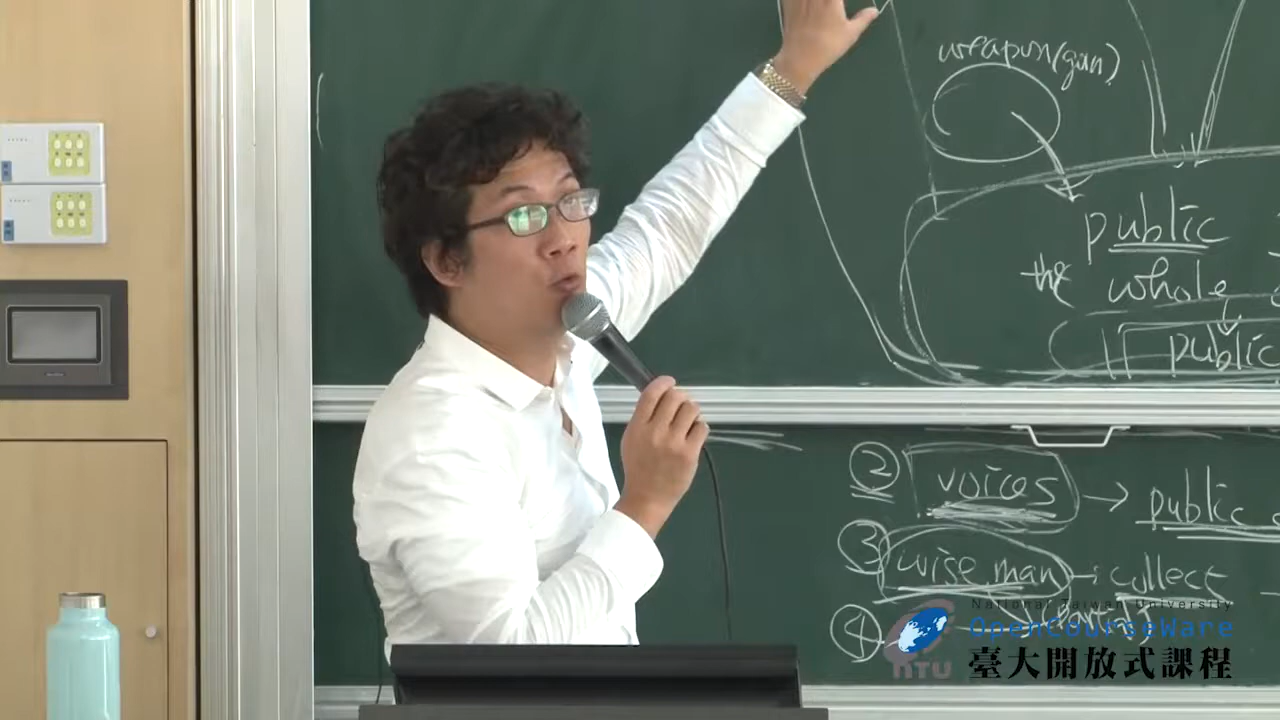 weapon(gun)
public
the whole
public
② voices → public
③ wise man collect
④
National Taiwan University
OpenCourseWare
NTU 臺大開放式課程